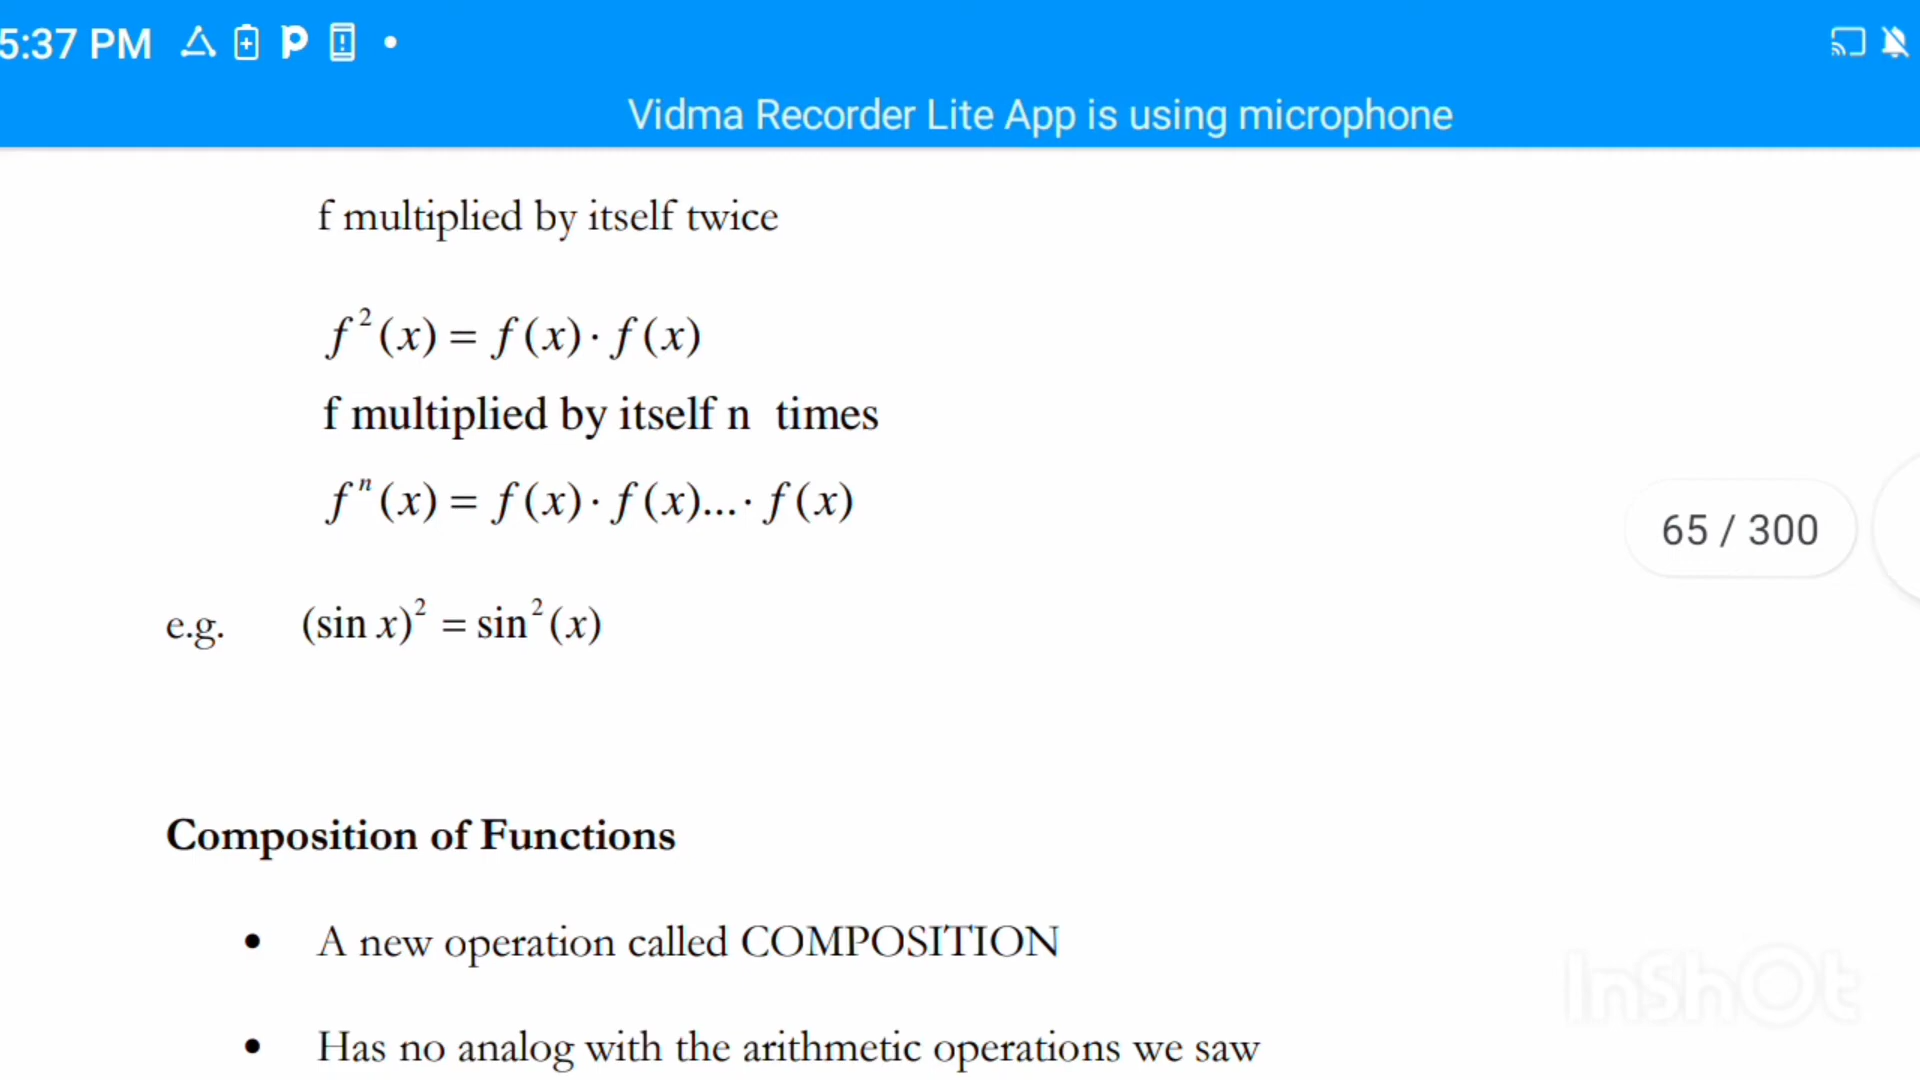 5:37 PM
Vidma Recorder Lite App is using microphone
f multiplied by itself twice
f²(x) = f(x)· f(x)
f multiplied by itself n times
fⁿ(x) = f(x)· f(x)...· f(x)
65 / 300
e.g. (sin x)² = sin²(x)
Composition of Functions
• A new operation called COMPOSITION
InShOt
• Has no analog with the arithmetic operations we saw